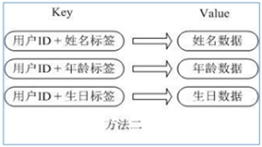 Key Value
用户ID + 姓名标签 姓名数据
用户ID + 年龄标签 年龄数据
用户ID + 生日标签 生日数据
方法二